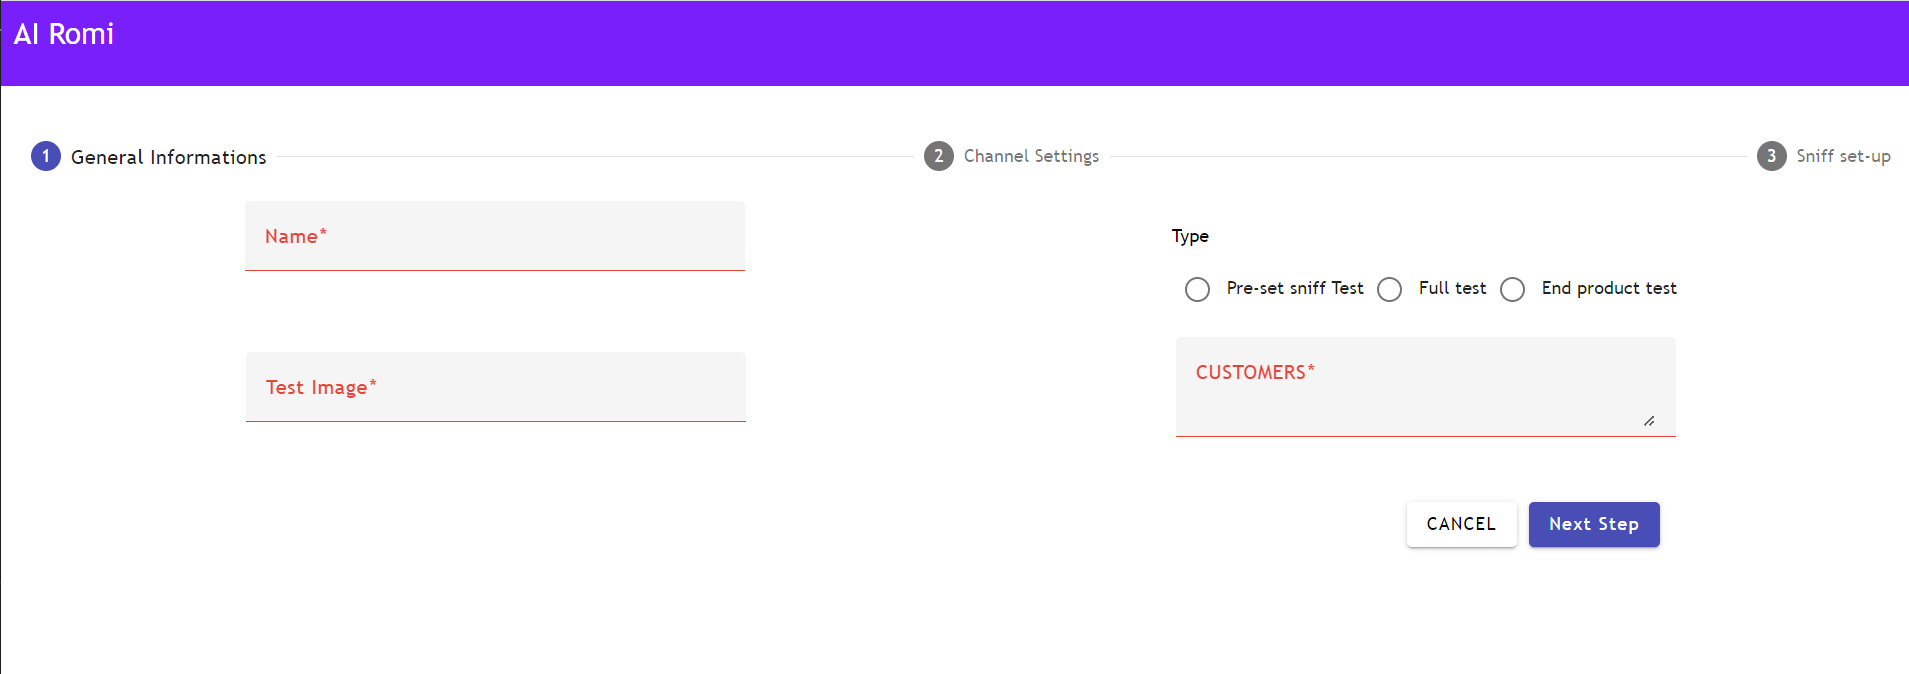 AI Romi
1 General Informations
2 Channel Settings
3 Sniff set-up
Name*
Test Image*
Type
Pre-set sniff Test
Full test
End product test
CUSTOMERS*
CANCEL
Next Step